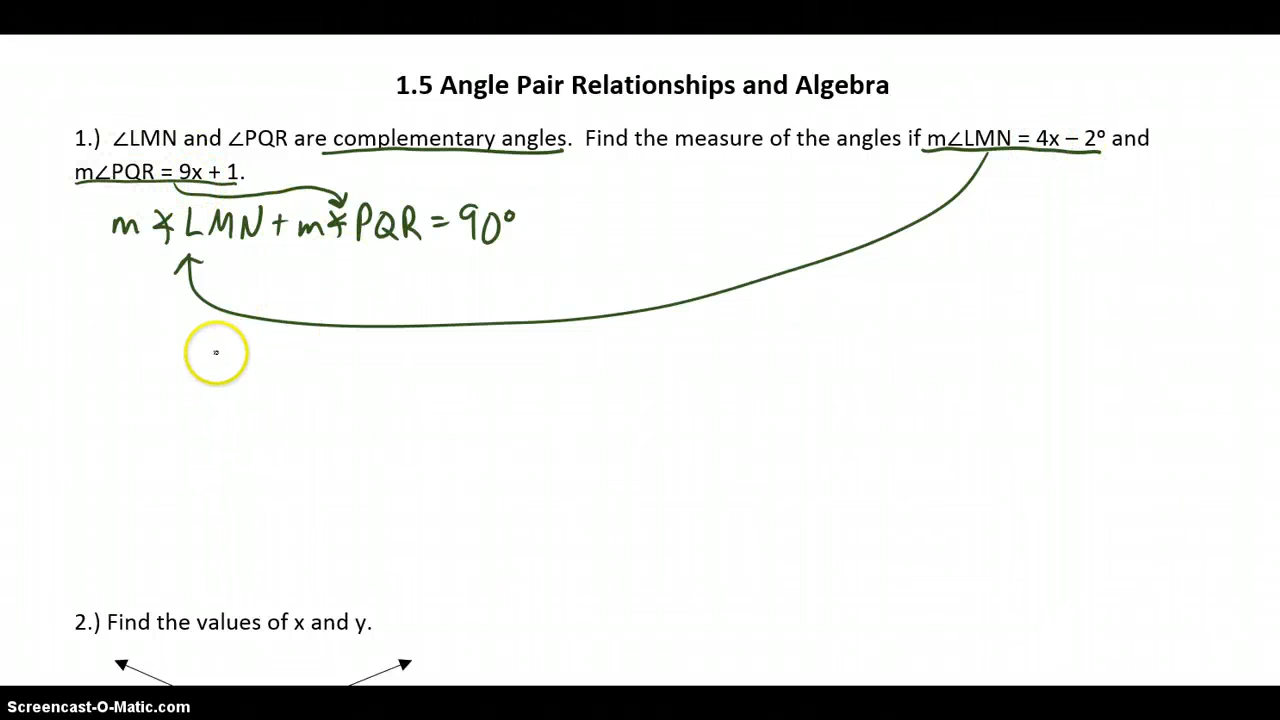 1.5 Angle Pair Relationships and Algebra
1.) ∠LMN and ∠PQR are complementary angles. Find the measure of the angles if m∠LMN = 4x – 2° and
m∠PQR = 9x + 1.
m∡LMN + m∡PQR = 90°
2.) Find the values of x and y.
Screencast-O-Matic.com